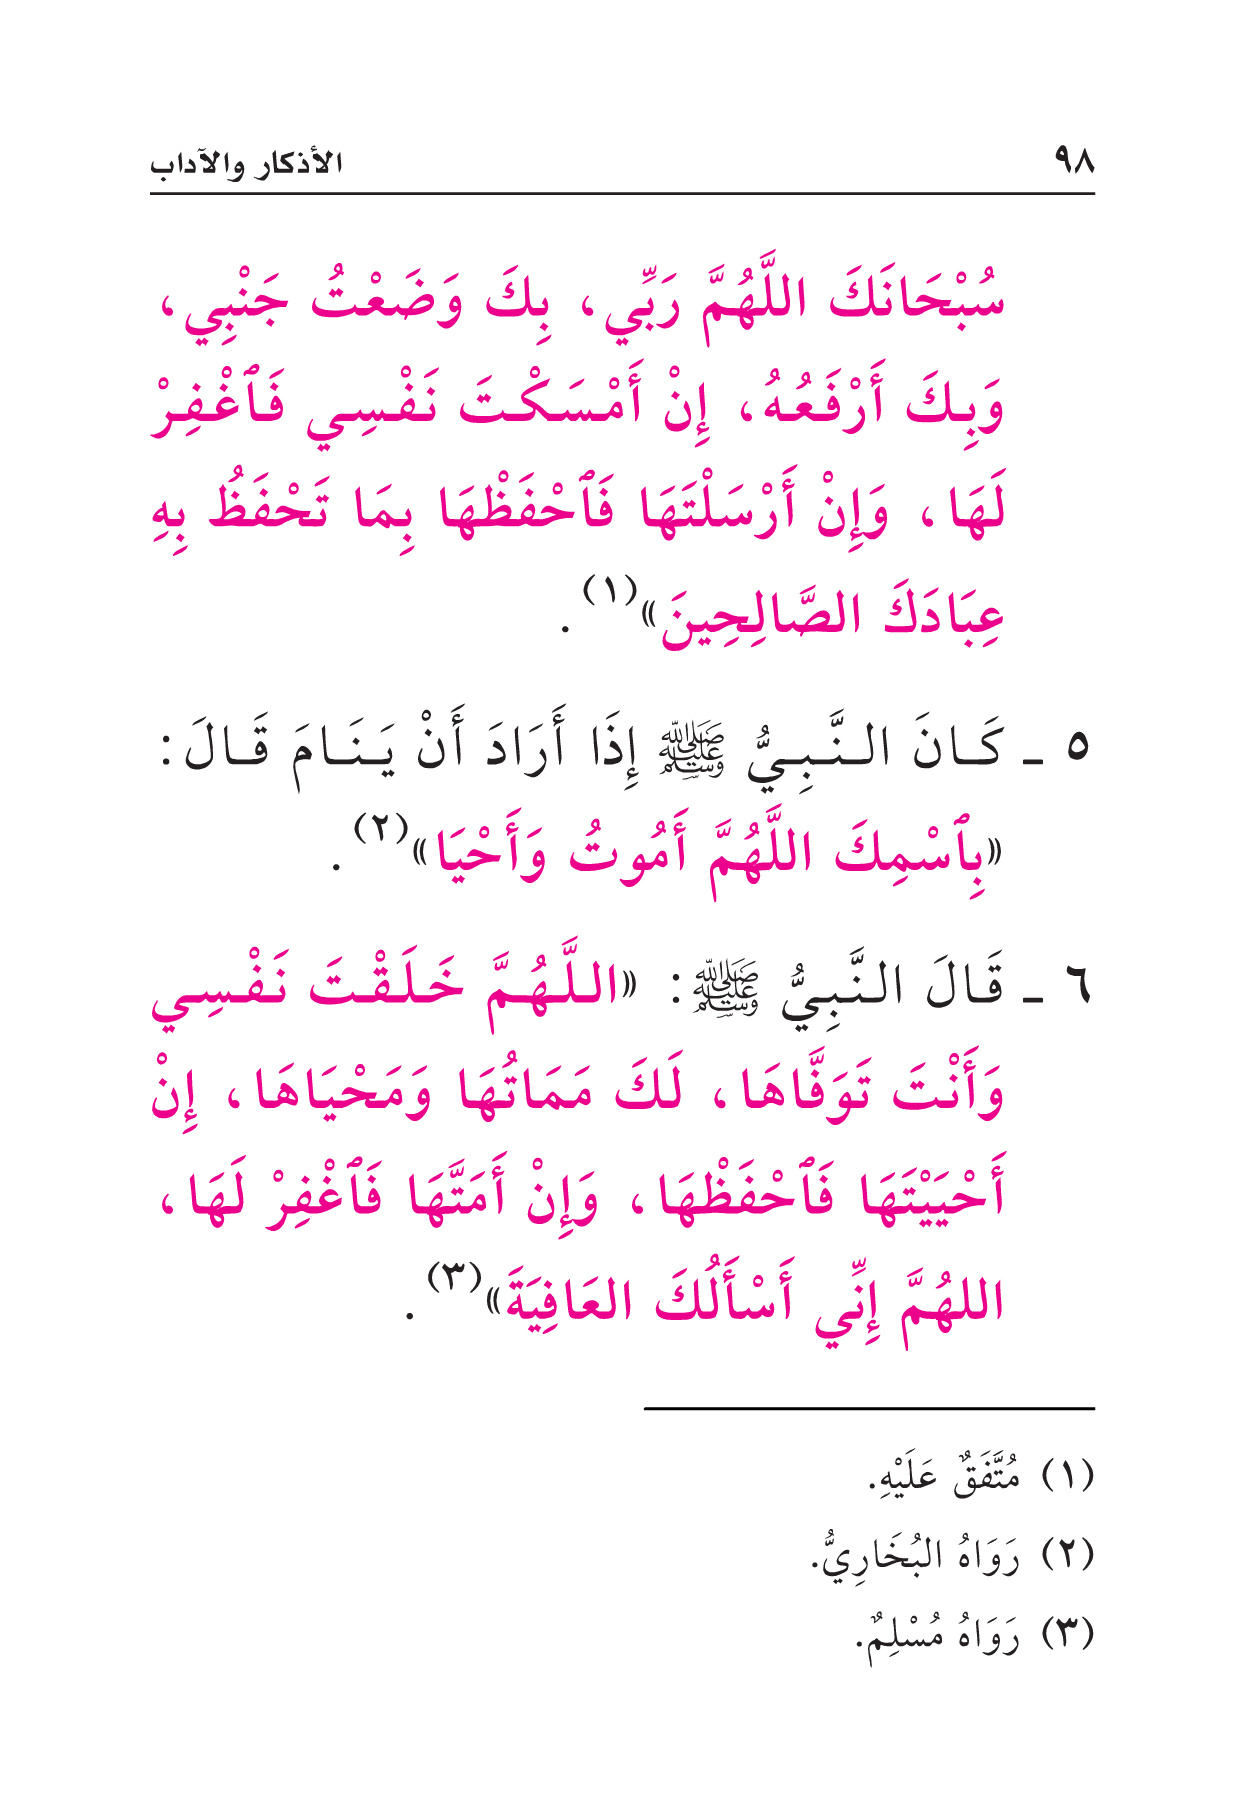 ٩٨ الأذكار والآداب
سُبْحَانَكَ اللَّهُمَّ رَبِّي، بِكَ وَضَعْتُ جَنْبِي،
وَبِكَ أَرْفَعُهُ، إِنْ أَمْسَكْتَ نَفْسِي فَٱغْفِرْ
لَهَا، وَإِنْ أَرْسَلْتَهَا فَٱحْفَظْهَا بِمَا تَحْفَظُ بِهِ
عِبَادَكَ الصَّالِحِينَ»(١).
٥ ـ كَانَ النَّبِيُّ ﷺ إِذَا أَرَادَ أَنْ يَنَامَ قَالَ:
«بِٱسْمِكَ اللَّهُمَّ أَمُوتُ وَأَحْيَا»(٢).
٦ ـ قَالَ النَّبِيُّ ﷺ: «اللَّهُمَّ خَلَقْتَ نَفْسِي
وَأَنْتَ تَوَفَّاهَا، لَكَ مَمَاتُهَا وَمَحْيَاهَا، إِنْ
أَحْيَيْتَهَا فَٱحْفَظْهَا، وَإِنْ أَمَتَّهَا فَٱغْفِرْ لَهَا،
اللهُمَّ إِنِّي أَسْأَلُكَ العَافِيَةَ»(٣).
(١) مُتَّفَقٌ عَلَيْهِ.
(٢) رَوَاهُ البُخَارِيُّ.
(٣) رَوَاهُ مُسْلِمٌ.